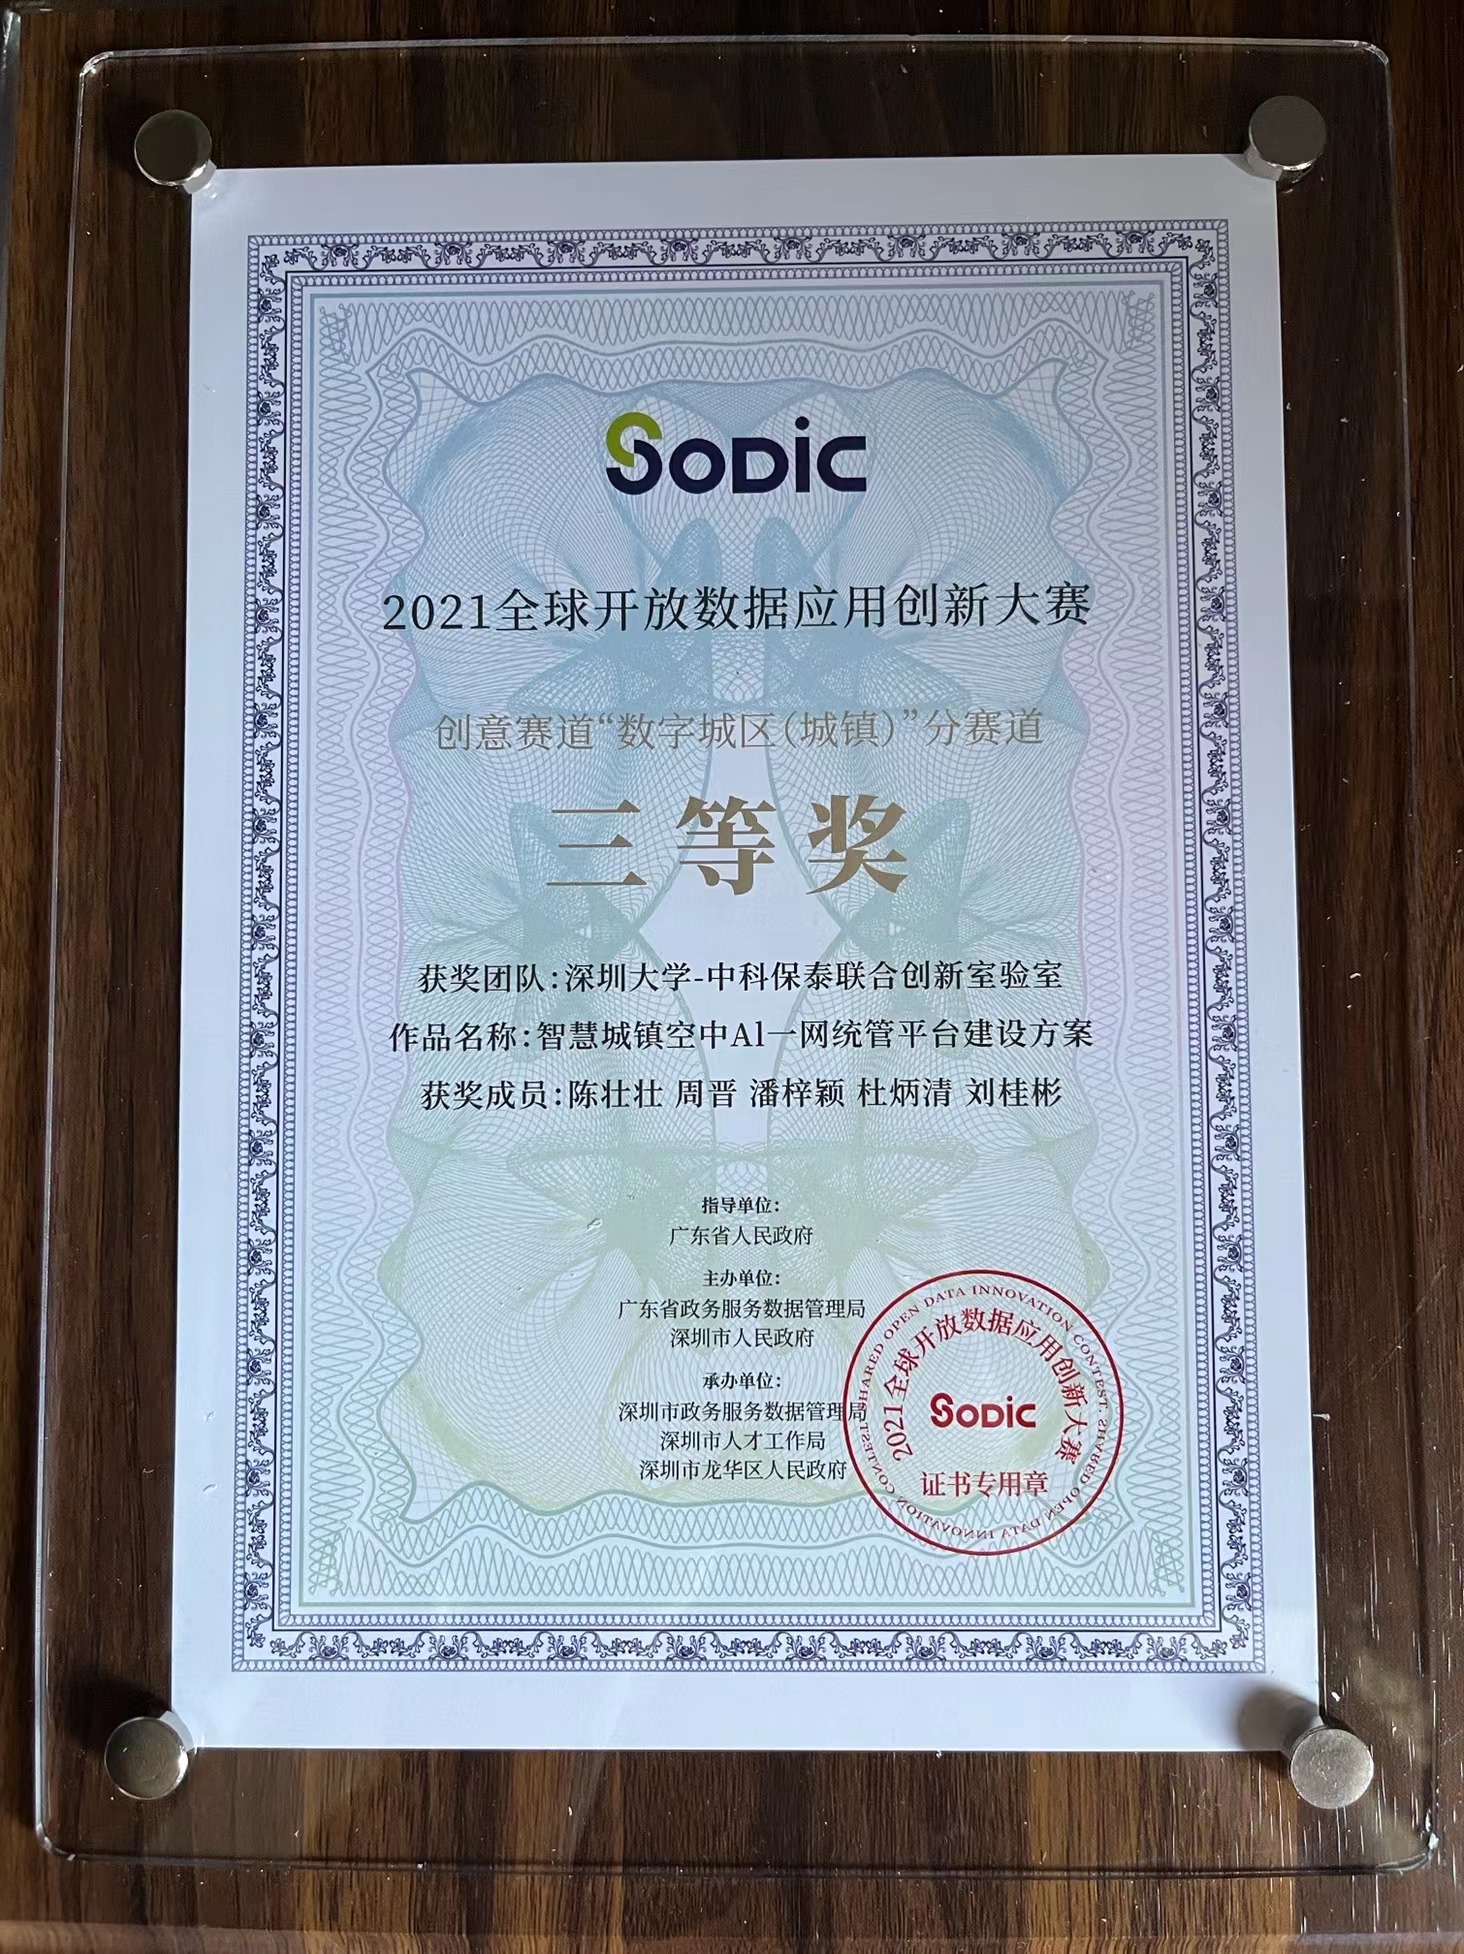 SODiC
2021全球开放数据应用创新大赛
创意赛道“数字城区(城镇)”分赛道
三等奖
获奖团队:深圳大学-中科保泰联合创新室验室
作品名称:智慧城镇空中Al一网统管平台建设方案
获奖成员:陈壮壮 周晋 潘梓颖 杜炳清 刘桂彬
指导单位:
广东省人民政府
主办单位:
广东省政务服务数据管理局
深圳市人民政府
承办单位:
深圳市政务服务数据管理局
深圳市人才工作局
深圳市龙华区人民政府
SHARED OPEN DATA INNOVATION CONTEST. SHARED OPEN DATA INNOVATION CONTEST.
2021全球开放数据应用创新大赛
SODiC
证书专用章